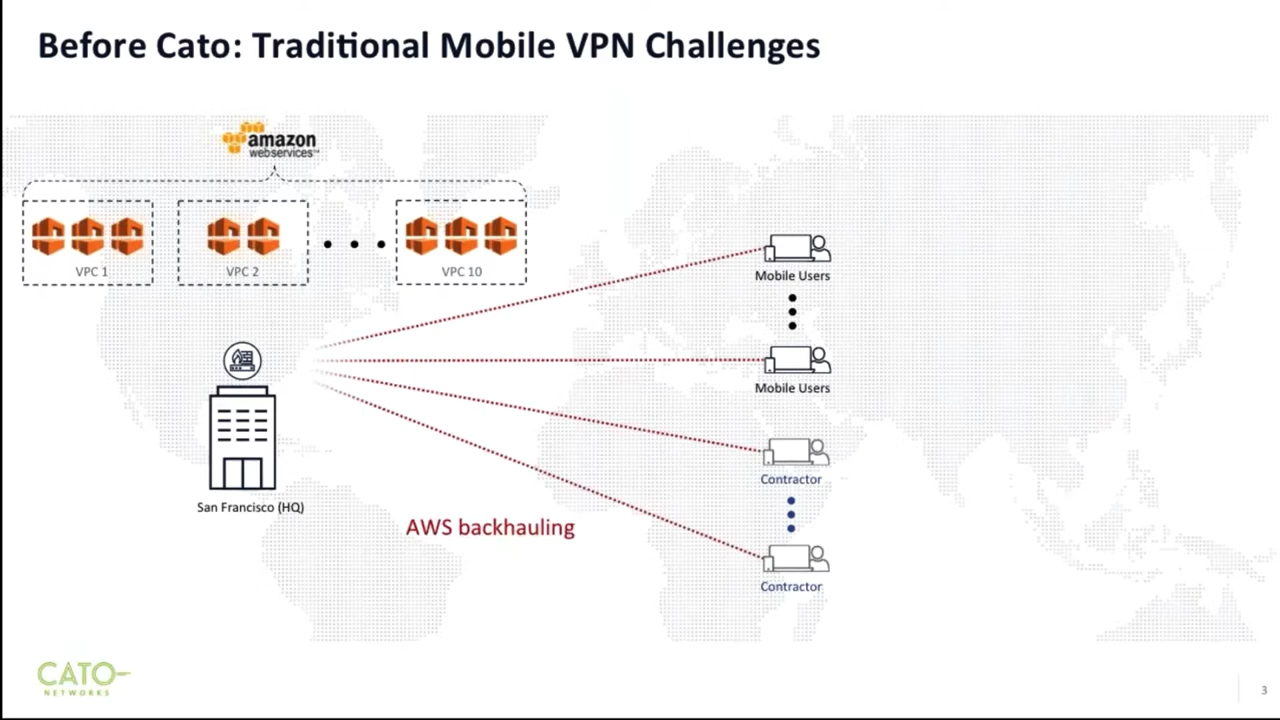 Before Cato: Traditional Mobile VPN Challenges
amazon
webservices™
VPC 1
VPC 2
VPC 10
Mobile Users
Mobile Users
Contractor
Contractor
San Francisco (HQ)
AWS backhauling
CATO
NETWORKS
3